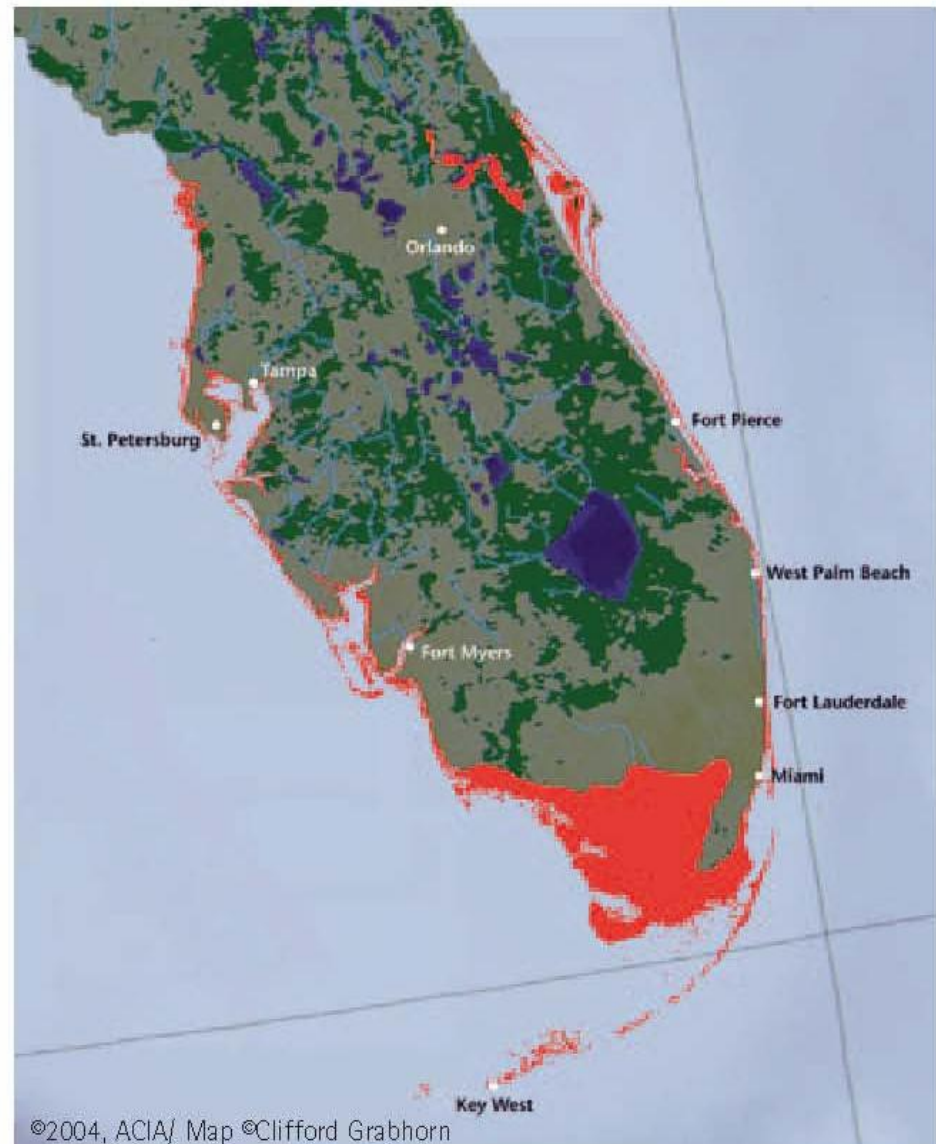 Orlando
Tampa
St. Petersburg
Fort Pierce
West Palm Beach
Fort Myers
Fort Lauderdale
Miami
Key West
©2004, ACIA/ Map ©Clifford Grabhorn